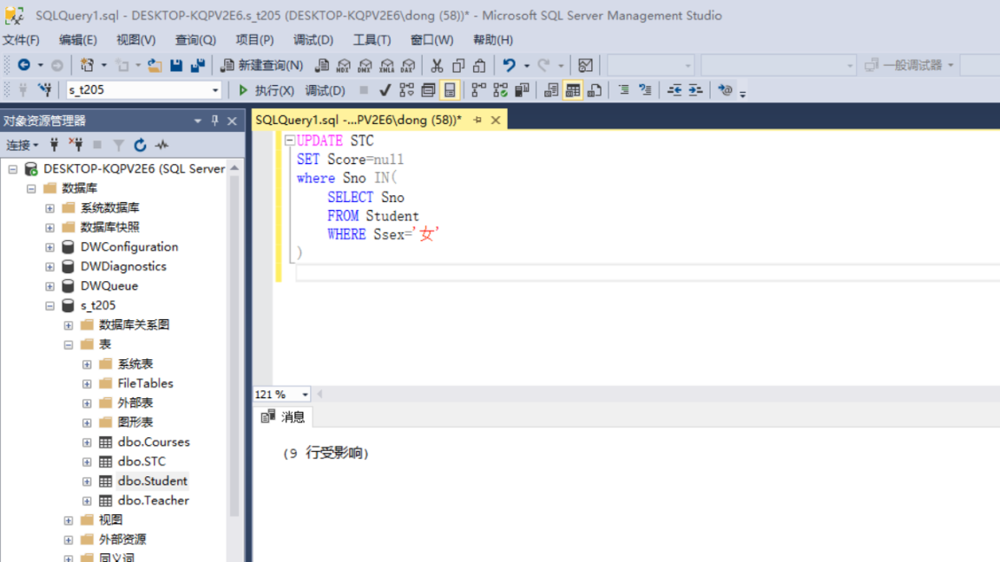 SQLQuery1.sql - DESKTOP-KQPV2E6.s_t205 (DESKTOP-KQPV2E6\dong (58))* - Microsoft SQL Server Management Studio
文件(F) 编辑(E) 视图(V) 查询(Q) 项目(P) 调试(D) 工具(T) 窗口(W) 帮助(H)
新建查询(N) MDX DMX XMLA DAX 一般调试器
s_t205 执行(X) 调试(D)
对象资源管理器
连接
DESKTOP-KQPV2E6 (SQL Server
数据库
系统数据库
数据库快照
DWConfiguration
DWDiagnostics
DWQueue
s_t205
数据库关系图
表
系统表
FileTables
外部表
图形表
dbo.Courses
dbo.STC
dbo.Student
dbo.Teacher
视图
外部资源
同义词
SQLQuery1.sql -...PV2E6\dong (58))*
UPDATE STC
SET Score=null
where Sno IN(
SELECT Sno
FROM Student
WHERE Ssex='女'
)
121 %
消息
(9 行受影响)